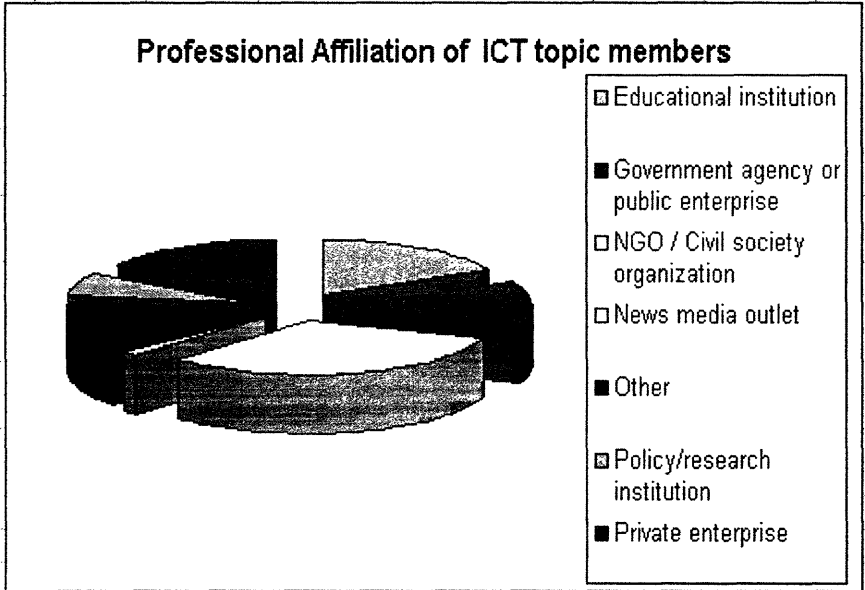 Professional Affiliation of ICT topic members
Educational institution
Government agency or
public enterprise
NGO / Civil society
organization
News media outlet
Other
Policy/research
institution
Private enterprise